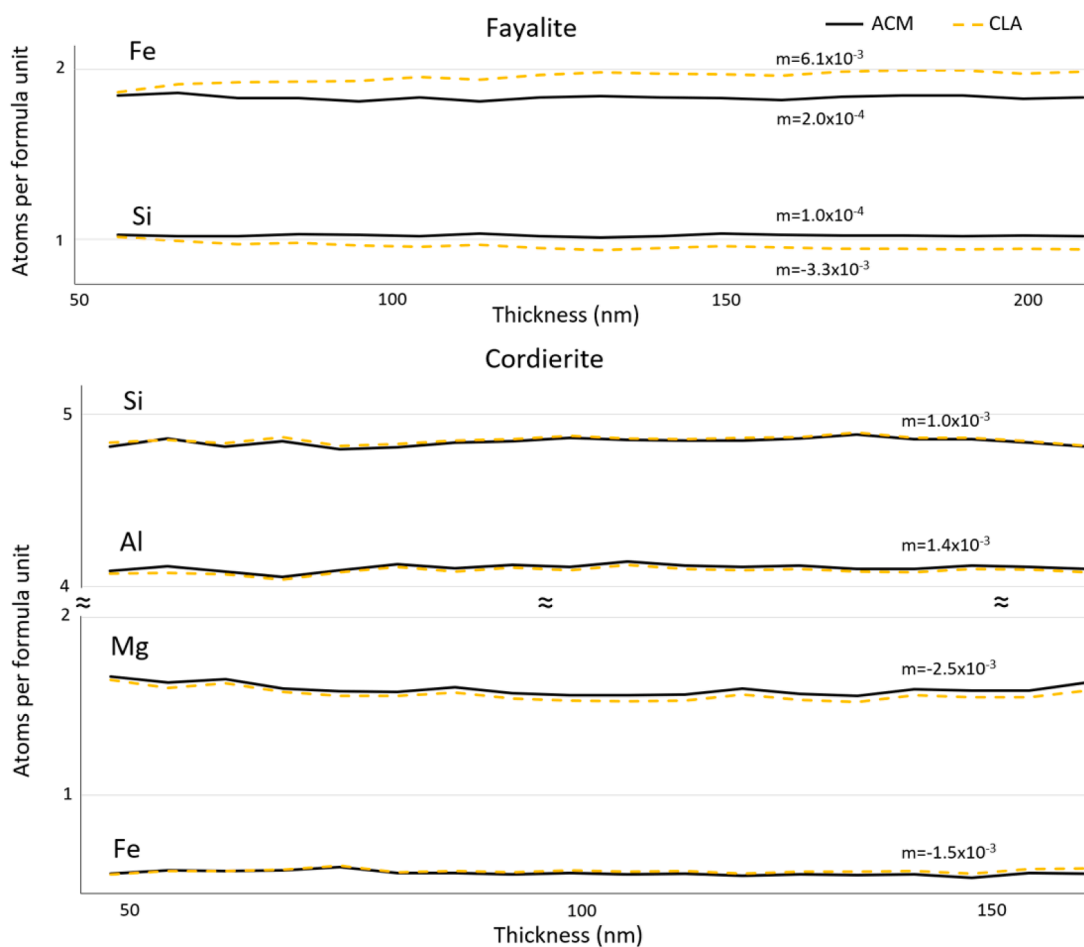 Fayalite
ACM
CLA
Fe
2
m=6.1x10⁻³
m=2.0x10⁻⁴
Atoms per formula unit
Si
1
m=1.0x10⁻⁴
m=-3.3x10⁻³
50 100 150 200
Thickness (nm)
Cordierite
Si
5
m=1.0x10⁻³
Al
m=1.4x10⁻³
4
≈ ≈ ≈
2
Mg
m=-2.5x10⁻³
Atoms per formula unit
1
Fe
m=-1.5x10⁻³
50 100 150
Thickness (nm)